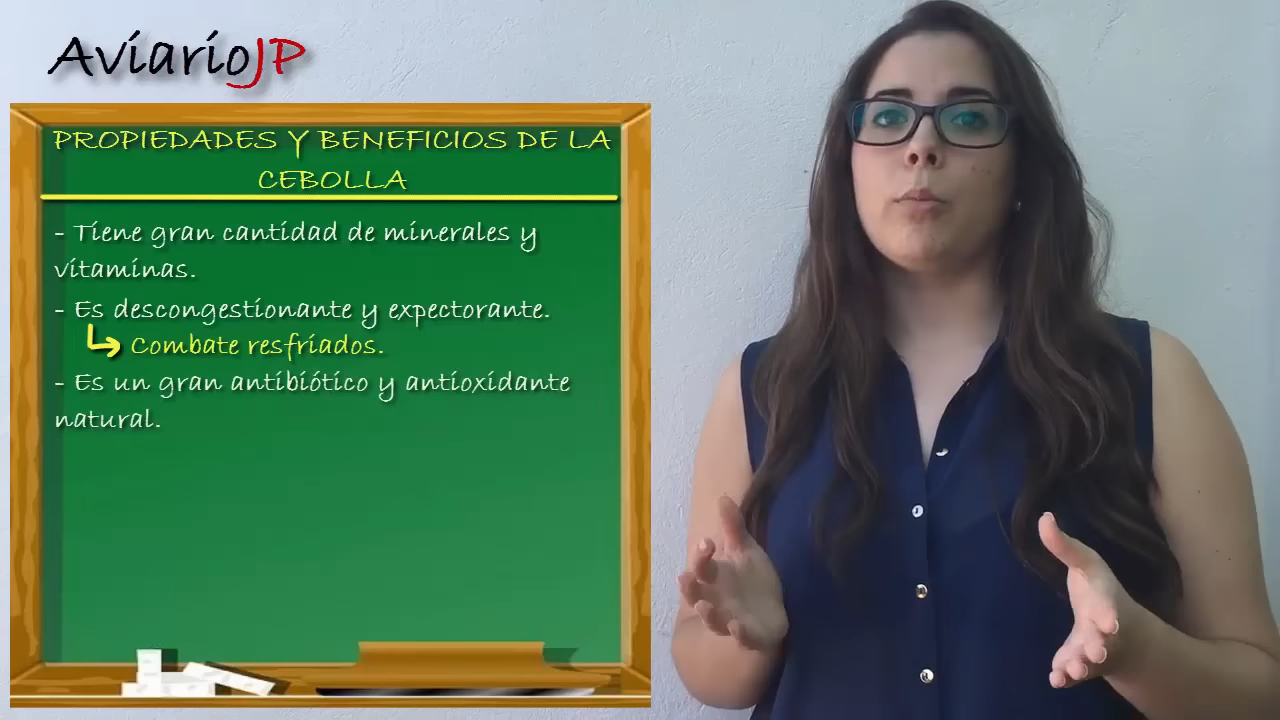 AviarioJP
PROPIEDADES Y BENEFICIOS DE LA
CEBOLLA
- Tiene gran cantidad de minerales y
vitaminas.
- Es descongestionante y expectorante.
Combate resfriados.
- Es un gran antibiótico y antioxidante
natural.